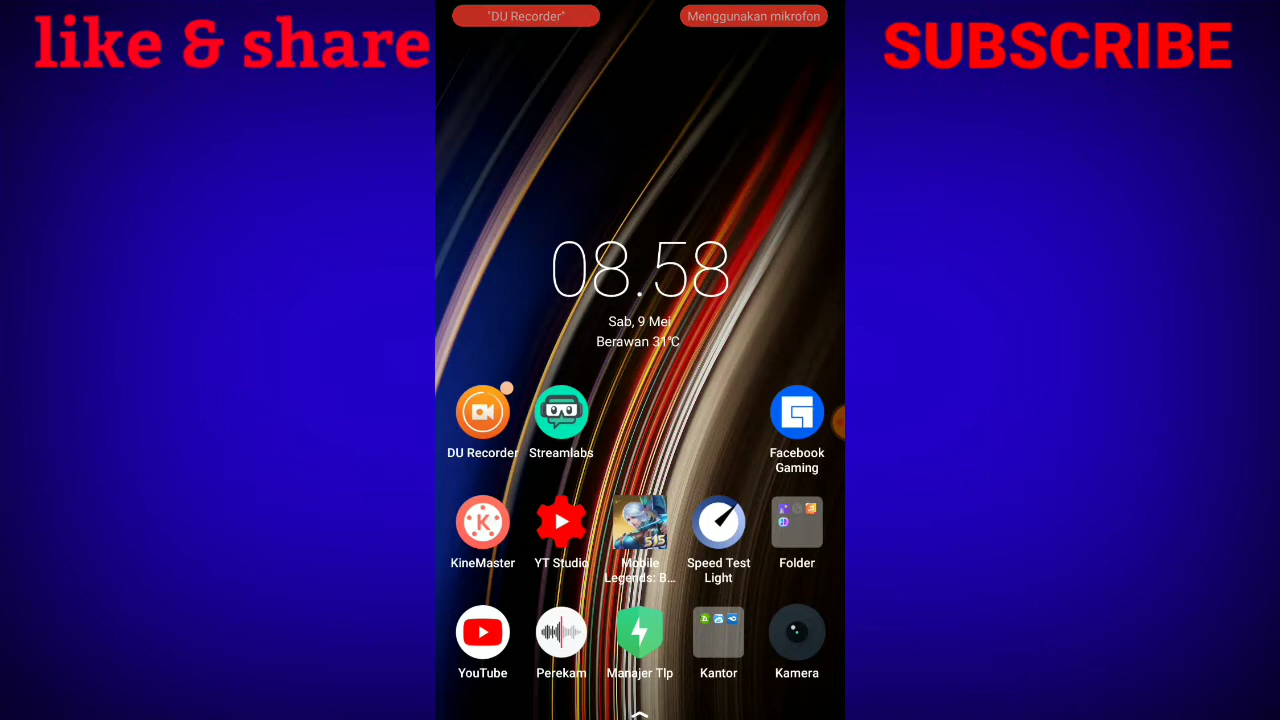 like & share
"DU Recorder"
Menggunakan mikrofon
SUBSCRIBE
08.58
Sab, 9 Mei
Berawan 31°C
DU Recorder
Streamlabs
Facebook
Gaming
KineMaster
YT Studio
Mobile
Legends: B...
515
Speed Test
Light
Folder
YouTube
Perekam
Manajer Tlp
Kantor
Kamera